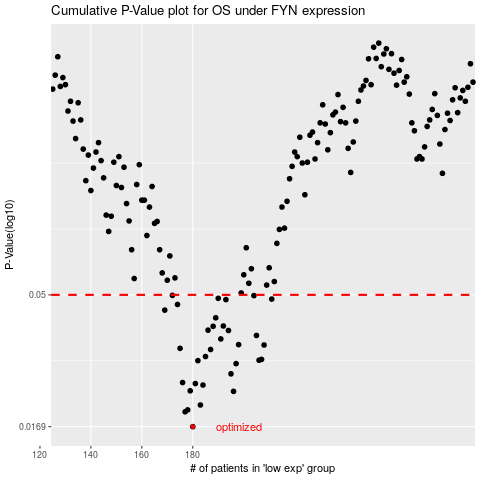 Cumulative P-Value plot for OS under FYN expression
P-Value(log10)
0.05
0.0169
optimized
120 140 160 180
# of patients in 'low exp' group